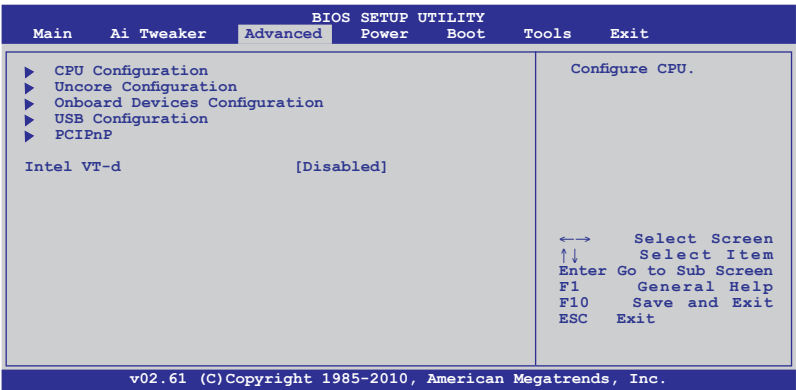 BIOS SETUP UTILITY
Main Ai Tweaker Advanced Power Boot Tools Exit
CPU Configuration
Uncore Configuration
Onboard Devices Configuration
USB Configuration
PCIPnP
Intel VT-d [Disabled]
Configure CPU.
←→ Select Screen
↑↓ Select Item
Enter Go to Sub Screen
F1 General Help
F10 Save and Exit
ESC Exit
v02.61 (C)Copyright 1985-2010, American Megatrends, Inc.